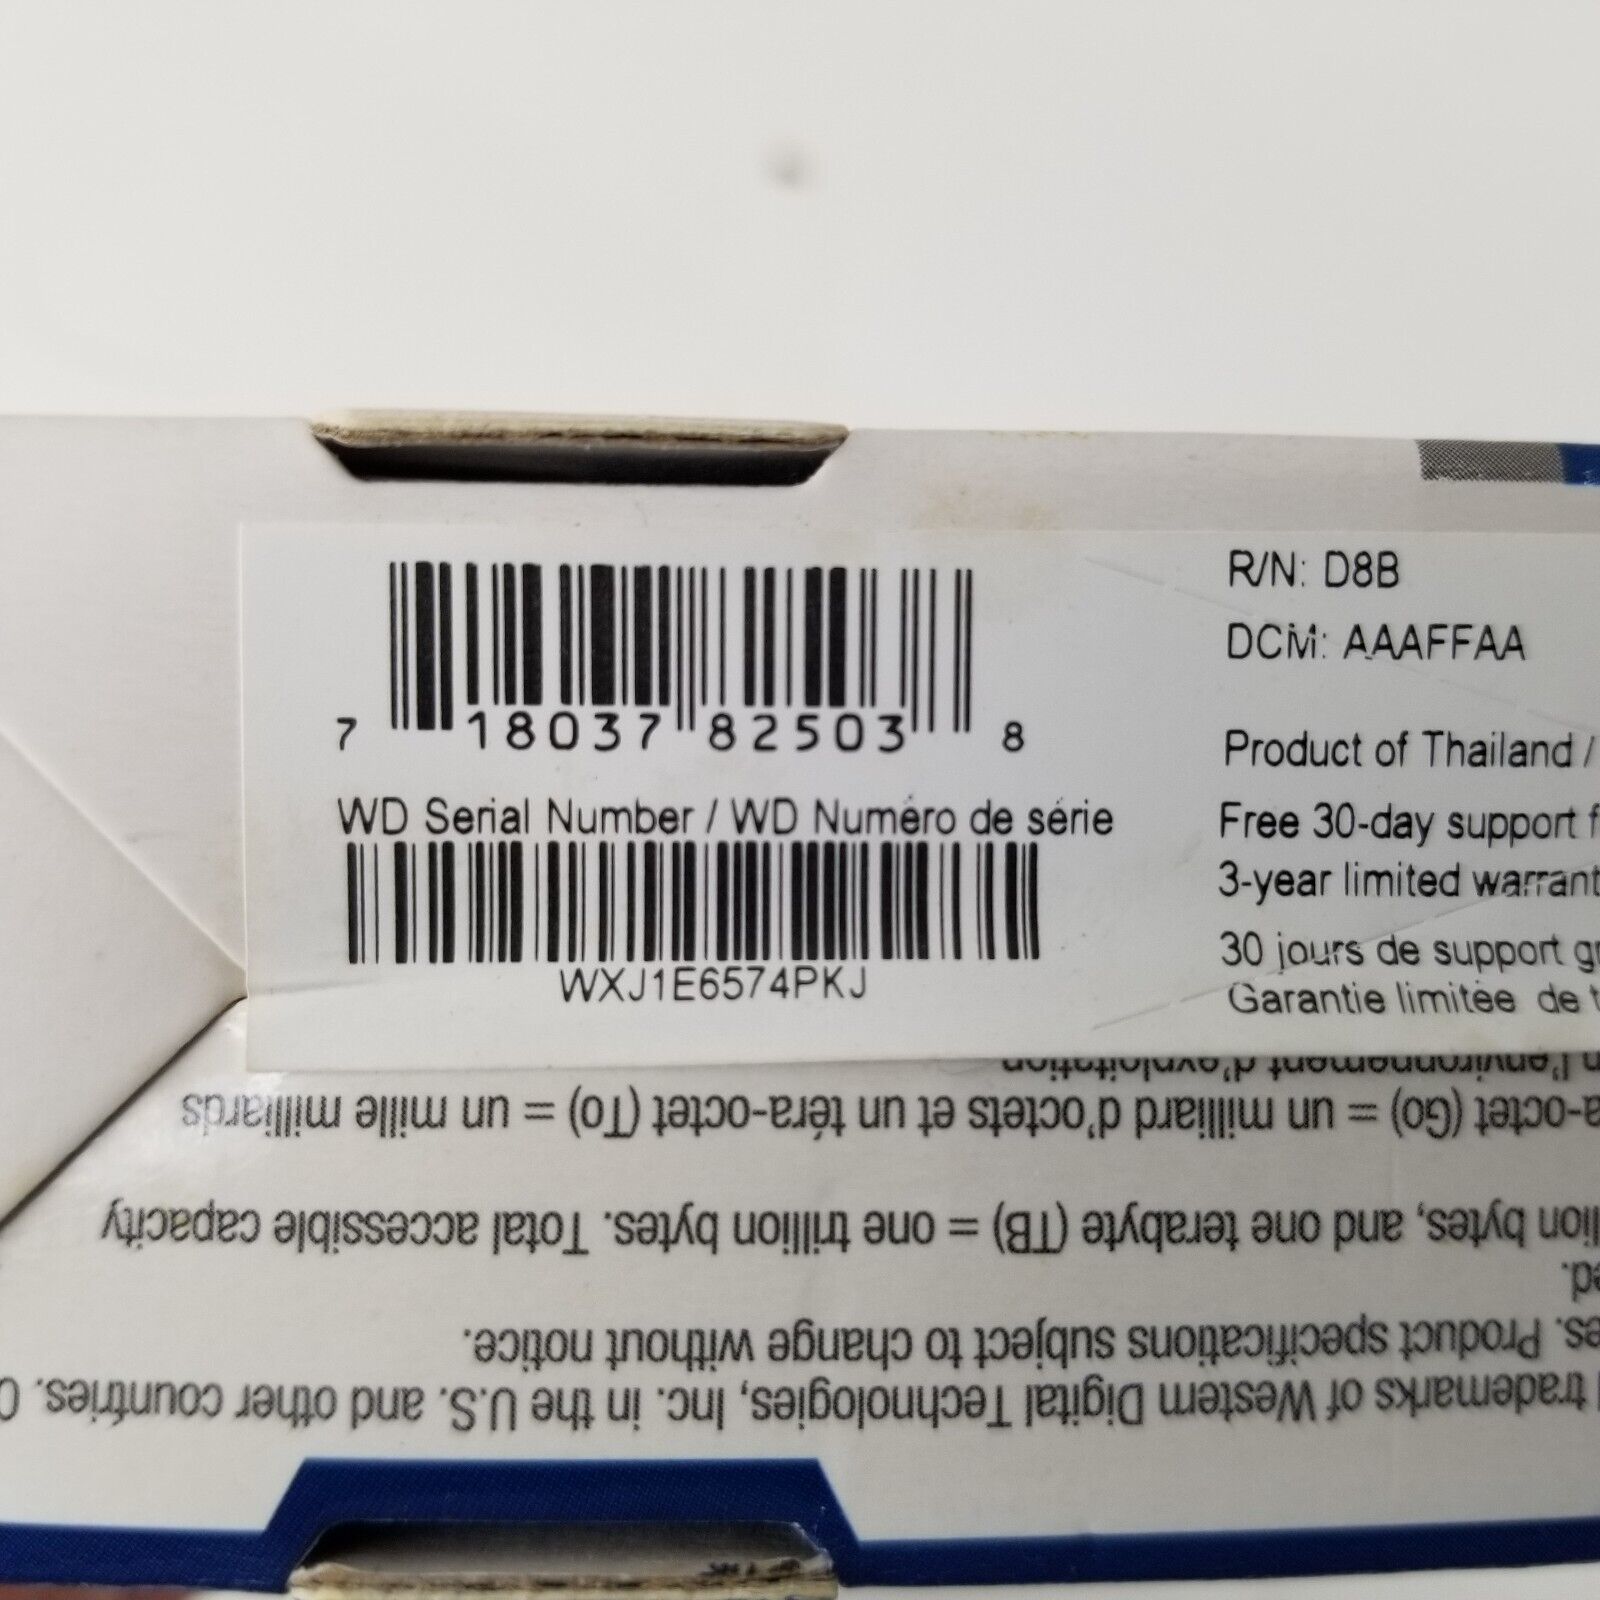 7 18037 82503 8
R/N: D8B
DCM: AAAFFAA
WD Serial Number / WD Numéro de série
WXJ1E6574PKJ
Product of Thailand /
Free 30-day support f
3-year limited warrant
30 jours de support gr
Garantie limitée de t
trademarks of Western Digital Technologies, Inc. in the U.S. and other countries.
es. Product specifications subject to change without notice.
ed.
lion bytes, and one terabyte (TB) = one trillion bytes. Total accessible capacity
a-octet (Go) = un milliard d'octets et un téra-octet (To) = un mille milliards
l'environnement d'exploitation